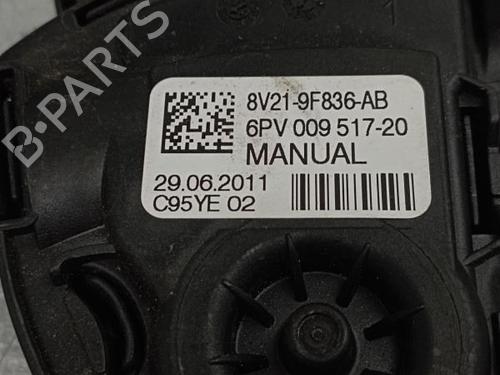 8V21-9F836-AB
6PV 009 517-20
MANUAL
29.06.2011
C95YE 02
B-Parts